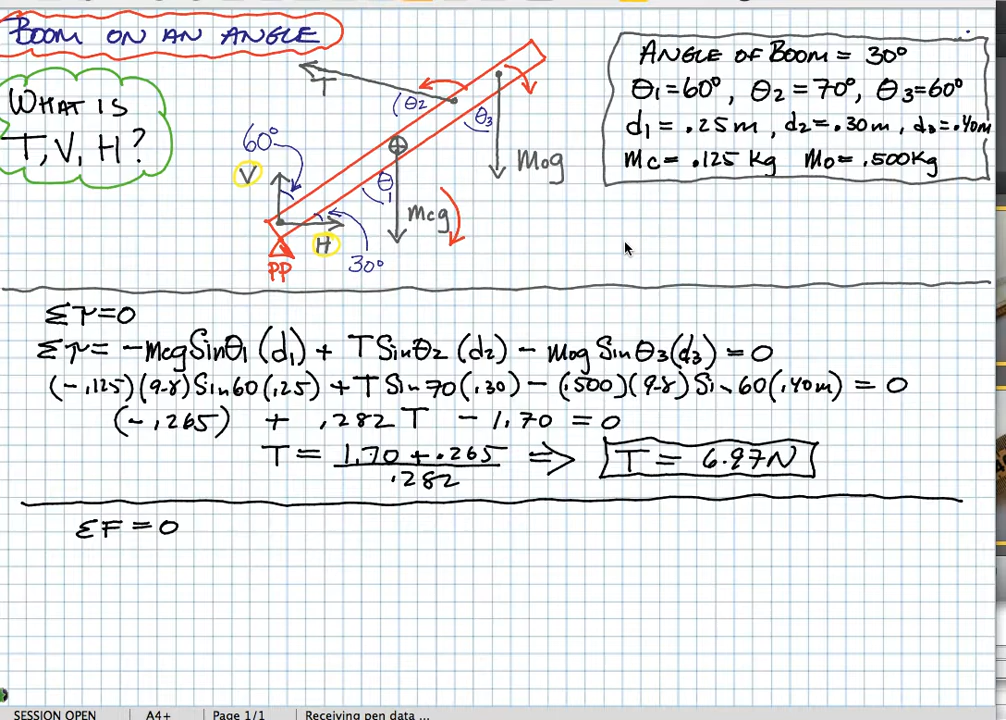 BOOM ON AN ANGLE
WHAT IS
T, V, H?
ANGLE OF BOOM = 30°
θ1=60°, θ2=70°, θ3=60°
d1=.25m, d2=.30m, d3=.40m
Mc=.125 Kg Mo=.500Kg
T
θ2
θ3
60°
V
Mog
θ1
Mcg
H
30°
PP
Στ=0
Στ= -McgSinθ1(d1) + TSinθ2(d2) - MogSinθ3(d3)=0
(-.125)(9.8)Sin60(.25) +TSin70(.30) - (.500)(9.8)Sin60(.40m) = 0
(-.265) + .282T - 1.70 = 0
T = 1.70 + .265 ⇒ T = 6.97N
.282
ΣF=0
SESSION OPEN A4+ Page 1/1 Receiving pen data ...